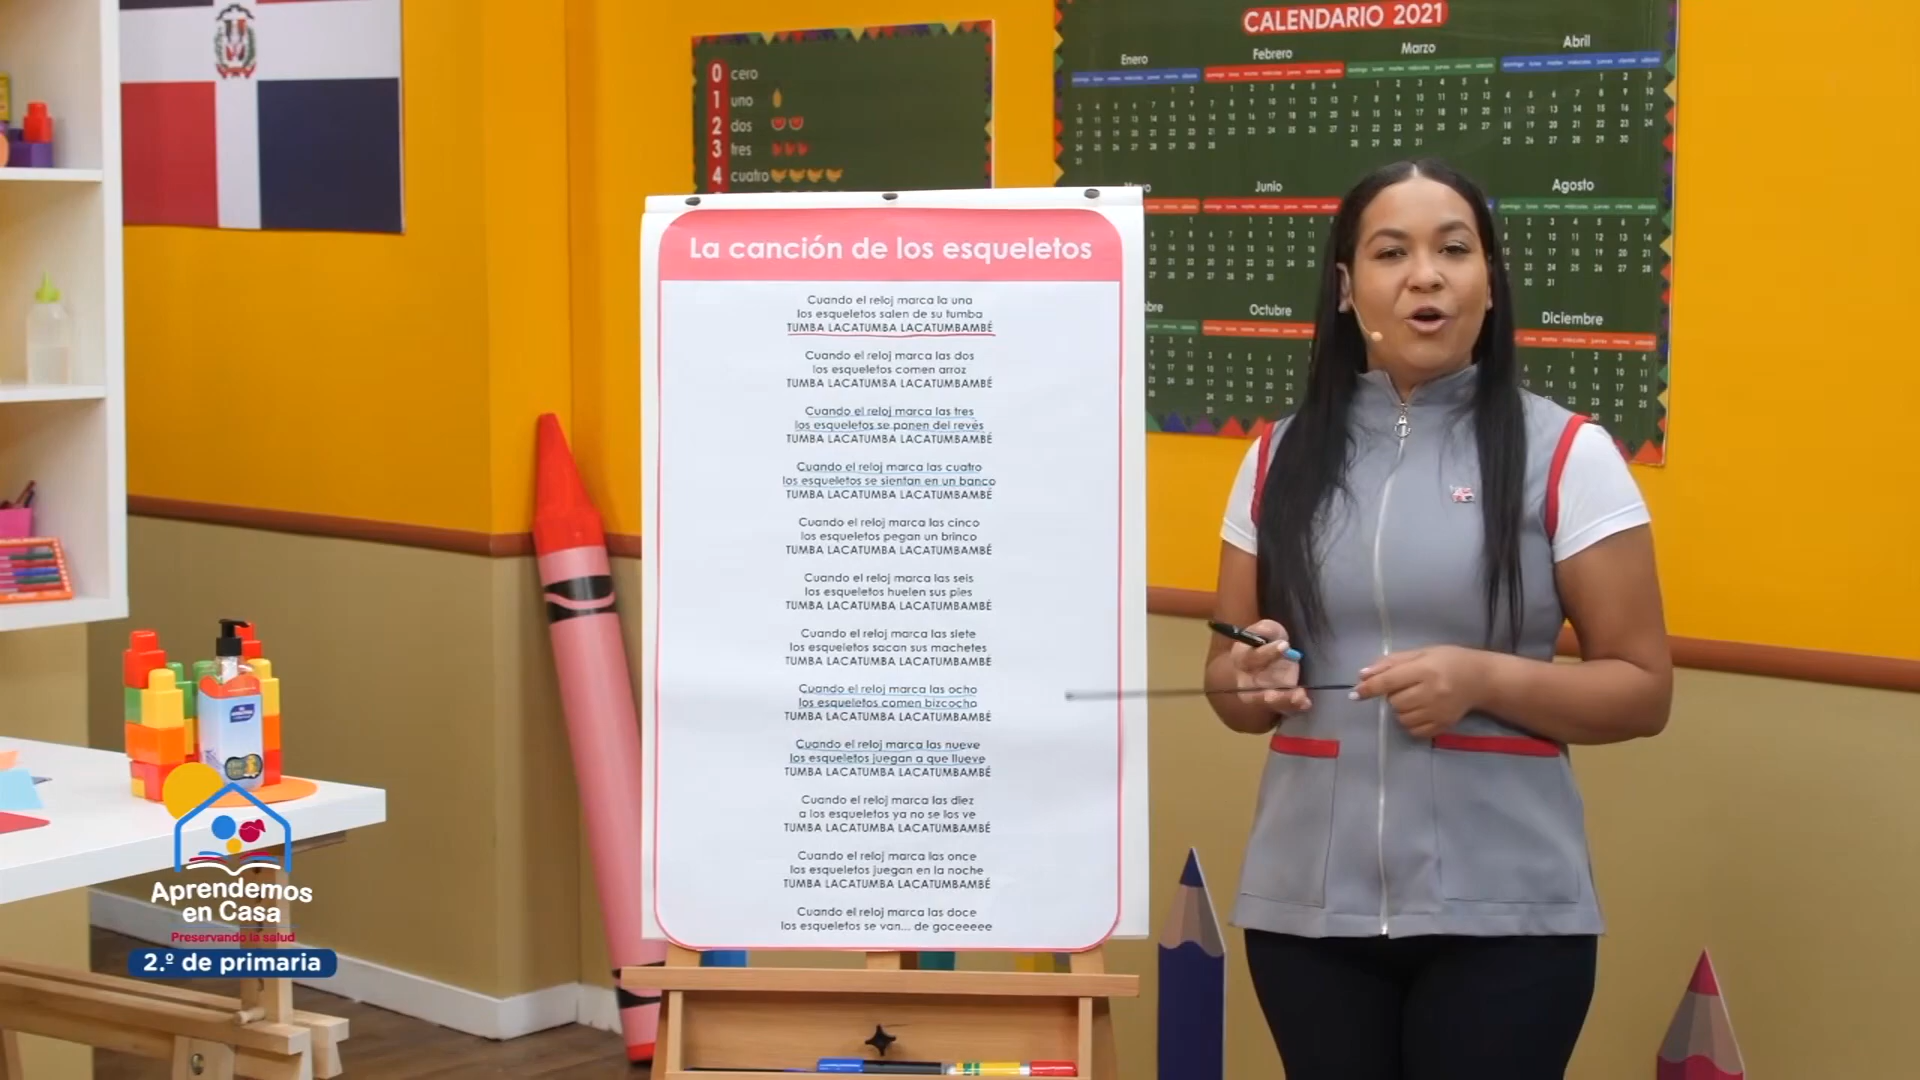 CALENDARIO 2021
Enero
Febrero
Marzo
Abril
Junio
Agosto
Octubre
Diciembre
0 cero
1 uno
2 dos
3 tres
4 cuatro
La canción de los esqueletos
Cuando el reloj marca la una
los esqueletos salen de su tumba
TUMBA LACATUMBA LACATUMBAMBÉ
Cuando el reloj marca las dos
los esqueletos comen arroz
TUMBA LACATUMBA LACATUMBAMBÉ
Cuando el reloj marca las tres
los esqueletos se ponen del revés
TUMBA LACATUMBA LACATUMBAMBÉ
Cuando el reloj marca las cuatro
los esqueletos se sientan en un banco
TUMBA LACATUMBA LACATUMBAMBÉ
Cuando el reloj marca las cinco
los esqueletos pegan un brinco
TUMBA LACATUMBA LACATUMBAMBÉ
Cuando el reloj marca las seis
los esqueletos huelen sus pies
TUMBA LACATUMBA LACATUMBAMBÉ
Cuando el reloj marca las siete
los esqueletos sacan sus machetes
TUMBA LACATUMBA LACATUMBAMBÉ
Cuando el reloj marca las ocho
los esqueletos comen bizcocho
TUMBA LACATUMBA LACATUMBAMBÉ
Cuando el reloj marca las nueve
los esqueletos juegan a que llueve
TUMBA LACATUMBA LACATUMBAMBÉ
Cuando el reloj marca las diez
a los esqueletos ya no se los ve
TUMBA LACATUMBA LACATUMBAMBÉ
Cuando el reloj marca las once
los esqueletos juegan en la noche
TUMBA LACATUMBA LACATUMBAMBÉ
Cuando el reloj marca las doce
los esqueletos se van... de goceeeee
Aprendemos
en Casa
Preservando la salud
2.º de primaria